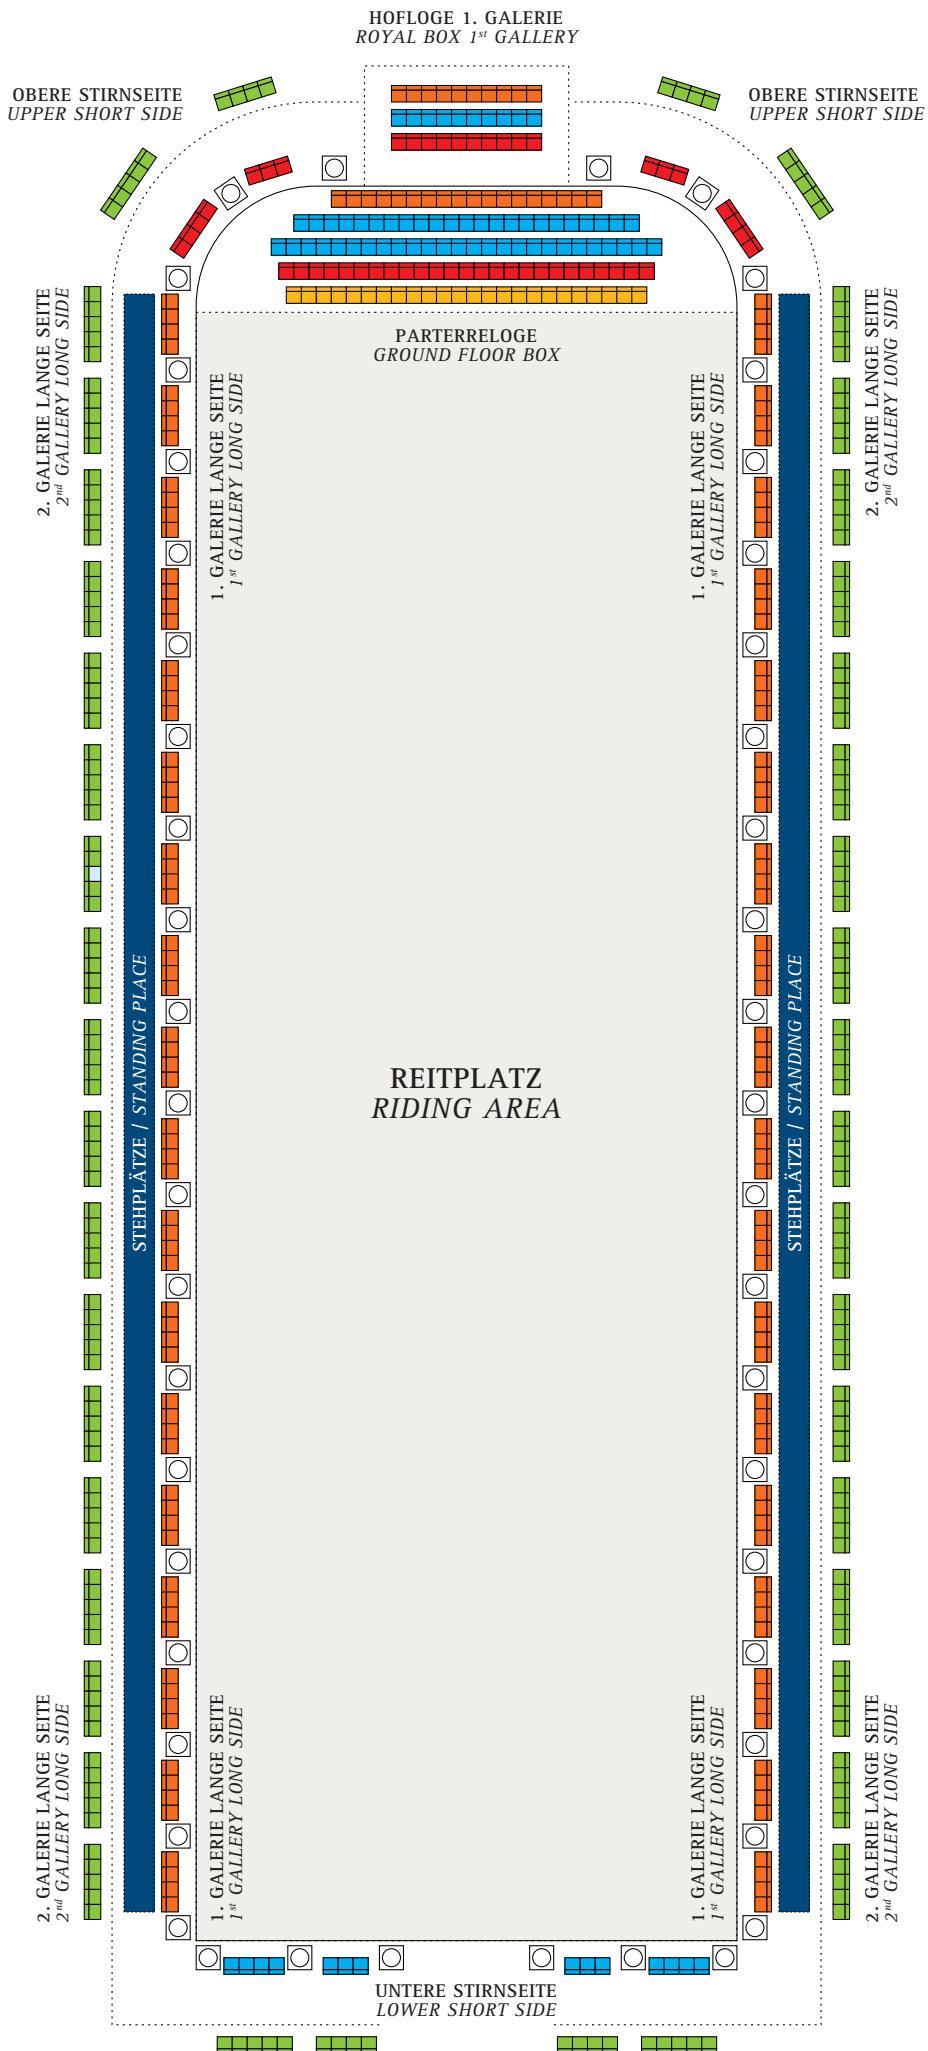 HOFLOGE 1. GALERIE
ROYAL BOX 1st GALLERY
OBERE STIRNSEITE
UPPER SHORT SIDE
OBERE STIRNSEITE
UPPER SHORT SIDE
PARTERRELOGE
GROUND FLOOR BOX
2. GALERIE LANGE SEITE
2nd GALLERY LONG SIDE
1. GALERIE LANGE SEITE
1st GALLERY LONG SIDE
1. GALERIE LANGE SEITE
1st GALLERY LONG SIDE
2. GALERIE LANGE SEITE
2nd GALLERY LONG SIDE
STEHPLÄTZE / STANDING PLACE
REITPLATZ
RIDING AREA
STEHPLÄTZE / STANDING PLACE
2. GALERIE LANGE SEITE
2nd GALLERY LONG SIDE
1. GALERIE LANGE SEITE
1st GALLERY LONG SIDE
1. GALERIE LANGE SEITE
1st GALLERY LONG SIDE
2. GALERIE LANGE SEITE
2nd GALLERY LONG SIDE
UNTERE STIRNSEITE
LOWER SHORT SIDE